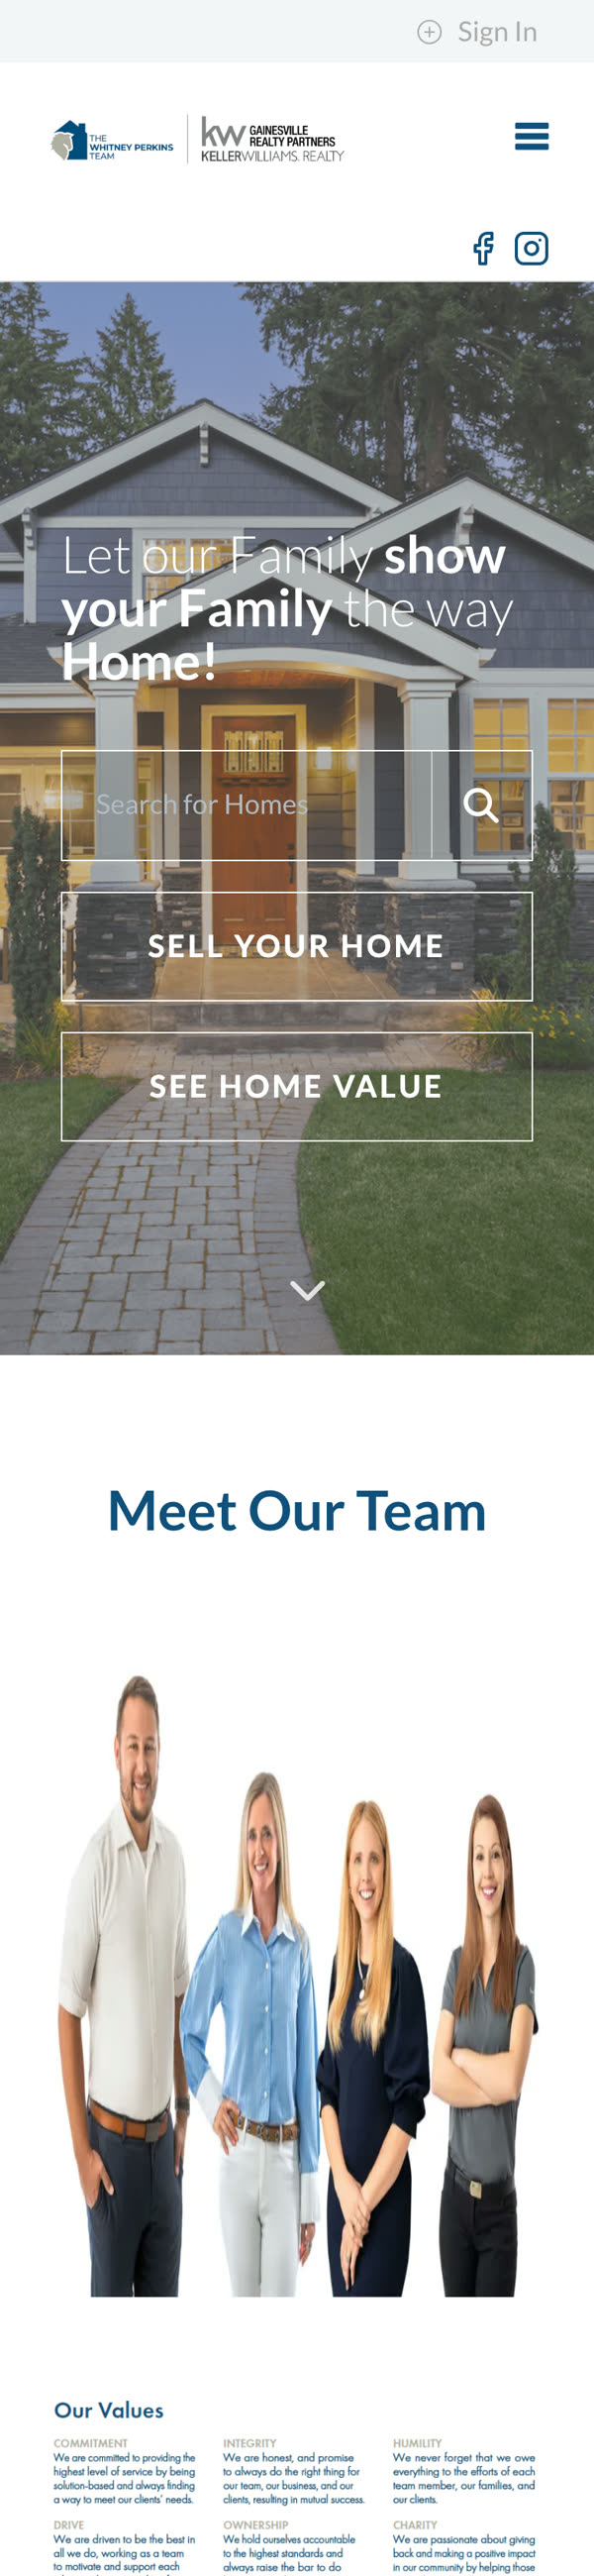 Sign In
THE
WHITNEY PERKINS
TEAM
kw GAINESVILLE
REALTY PARTNERS
KELLERWILLIAMS. REALTY
Let our Family show
your Family the way
Home!
Search for Homes
SELL YOUR HOME
SEE HOME VALUE
Meet Our Team
Our Values
COMMITMENT
We are committed to providing the
highest level of service by being
solution-based and always finding
a way to meet our clients' needs.
INTEGRITY
We are honest, and promise
to always do the right thing for
our team, our business, and our
clients, resulting in mutual success.
HUMILITY
We never forget that we owe
everything to the efforts of each
team member, our families, and
our clients.
DRIVE
We are driven to be the best in
all we do, working as a team
to motivate and support each
OWNERSHIP
We hold ourselves accountable
to the highest standards and
always raise the bar to do
CHARITY
We are passionate about giving
back and making a positive impact
in our community by helping those